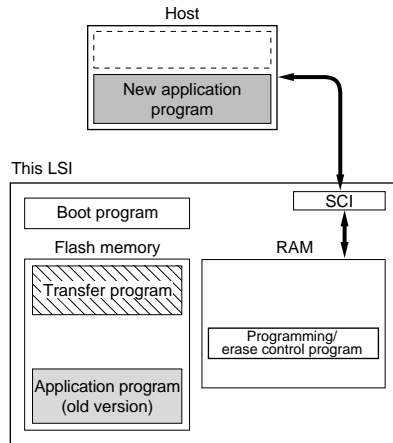 Host
New application
program
This LSI
SCI
Boot program
Flash memory
RAM
Transfer program
Programming/
erase control program
Application program
(old version)